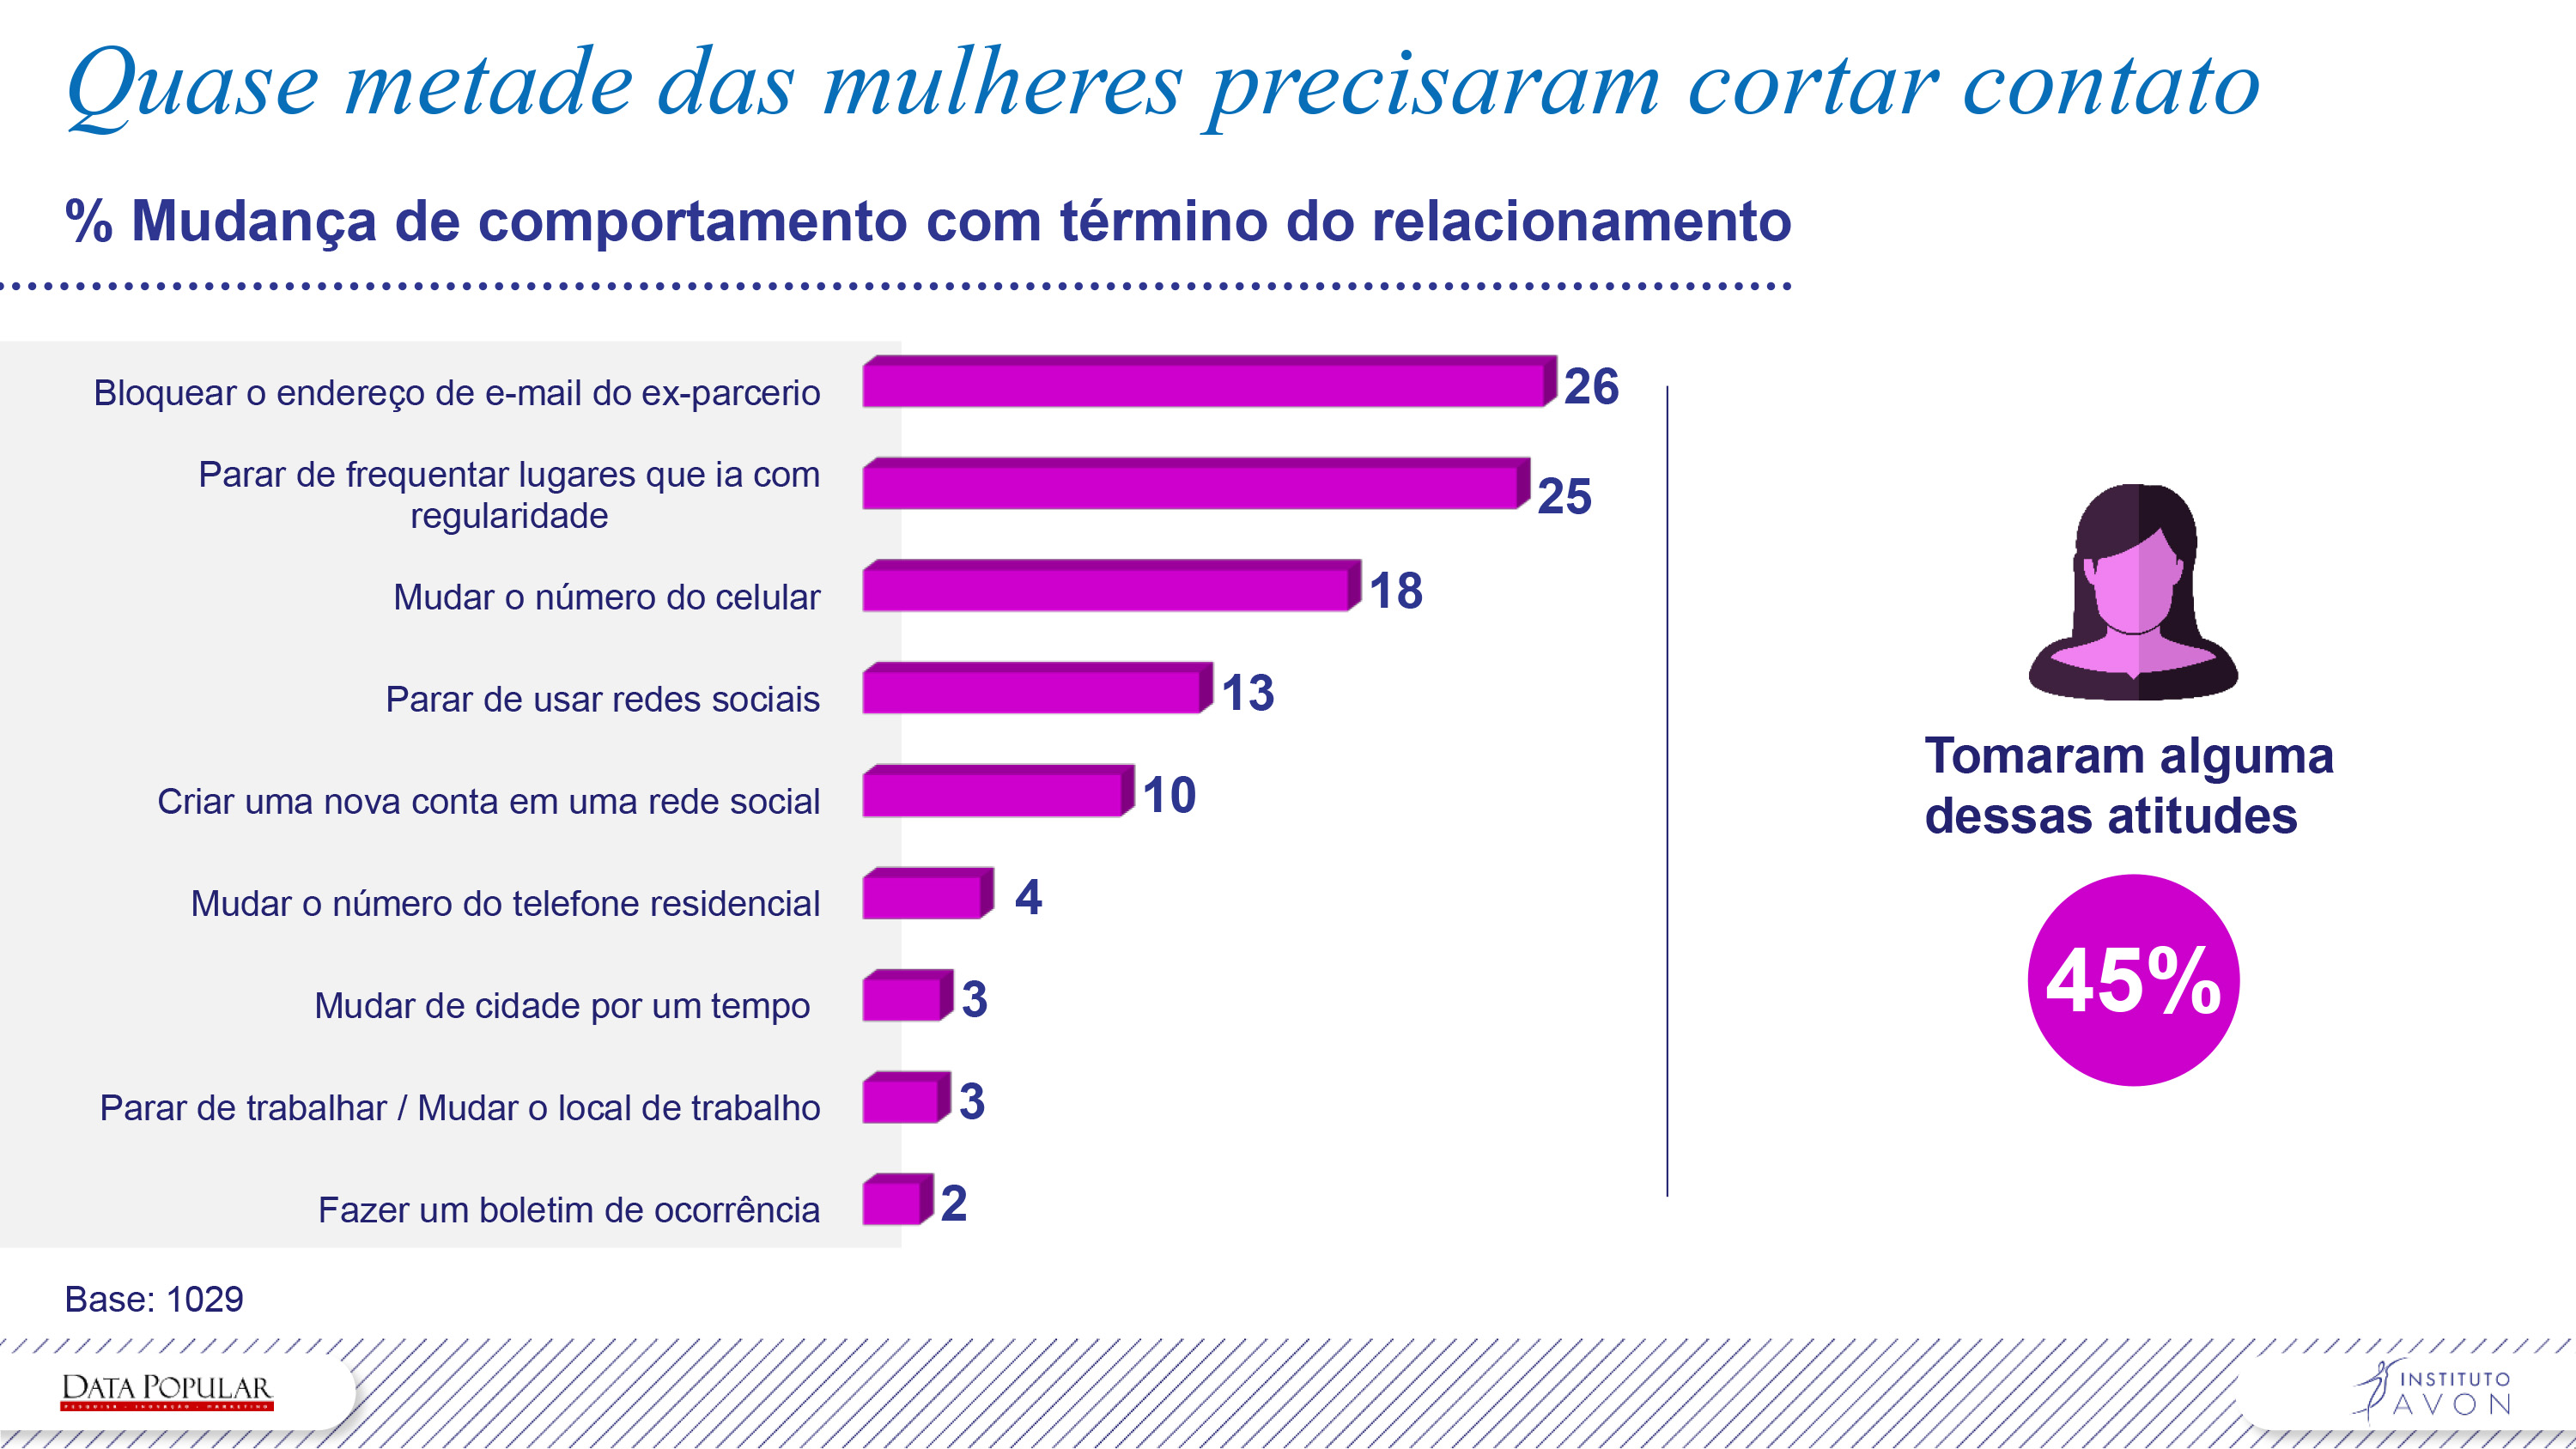 Quase metade das mulheres precisaram cortar contato
% Mudança de comportamento com término do relacionamento
Bloquear o endereço de e-mail do ex-parcerio
26
Parar de frequentar lugares que ia com
regularidade
25
Mudar o número do celular
18
Parar de usar redes sociais
13
Criar uma nova conta em uma rede social
10
Mudar o número do telefone residencial
4
Mudar de cidade por um tempo
3
Parar de trabalhar / Mudar o local de trabalho
3
Fazer um boletim de ocorrência
2
Tomaram alguma
dessas atitudes
45%
Base: 1029
DATA POPULAR
PESQUISA · INOVAÇÃO · MARKETING
INSTITUTO
AVON